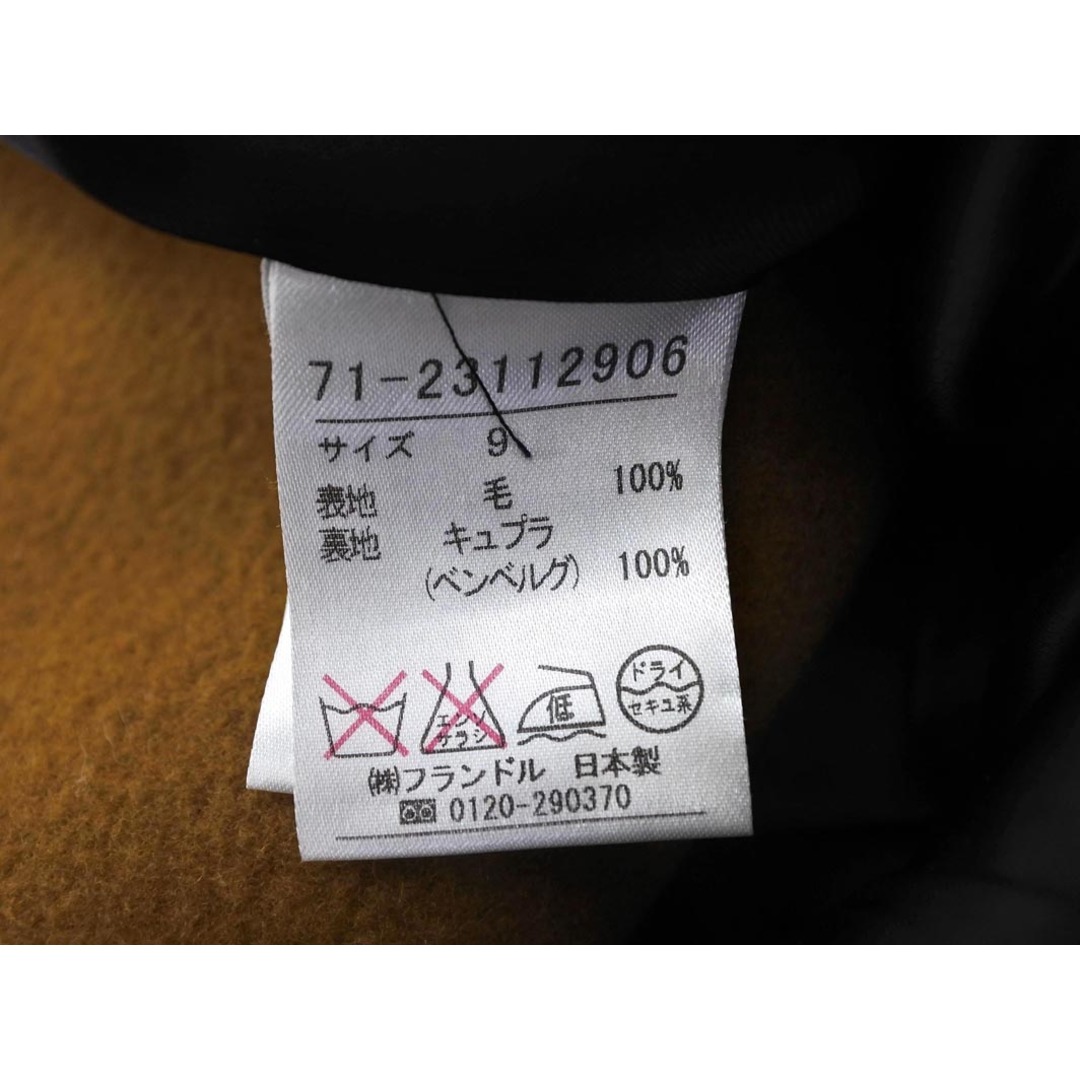 71-23112906
サイズ 9
表地 毛 100%
裏地 キュプラ
(ベンベルグ) 100%
エンソ
サラシ
低
ドライ
セキユ系
㈱フランドル 日本製
0120-290370